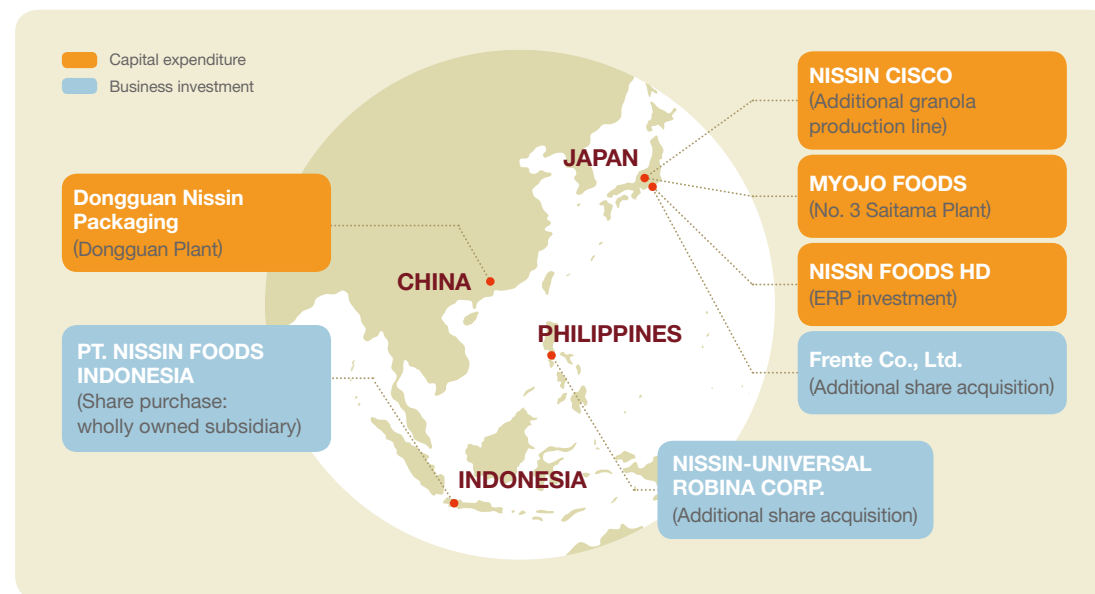 Capital expenditure
Business investment
NISSIN CISCO
(Additional granola
production line)
JAPAN
MYOJO FOODS
(No. 3 Saitama Plant)
Dongguan Nissin
Packaging
(Dongguan Plant)
NISSN FOODS HD
(ERP investment)
CHINA
PHILIPPINES
PT. NISSIN FOODS
INDONESIA
(Share purchase:
wholly owned subsidiary)
Frente Co., Ltd.
(Additional share acquisition)
INDONESIA
NISSIN-UNIVERSAL
ROBINA CORP.
(Additional share acquisition)